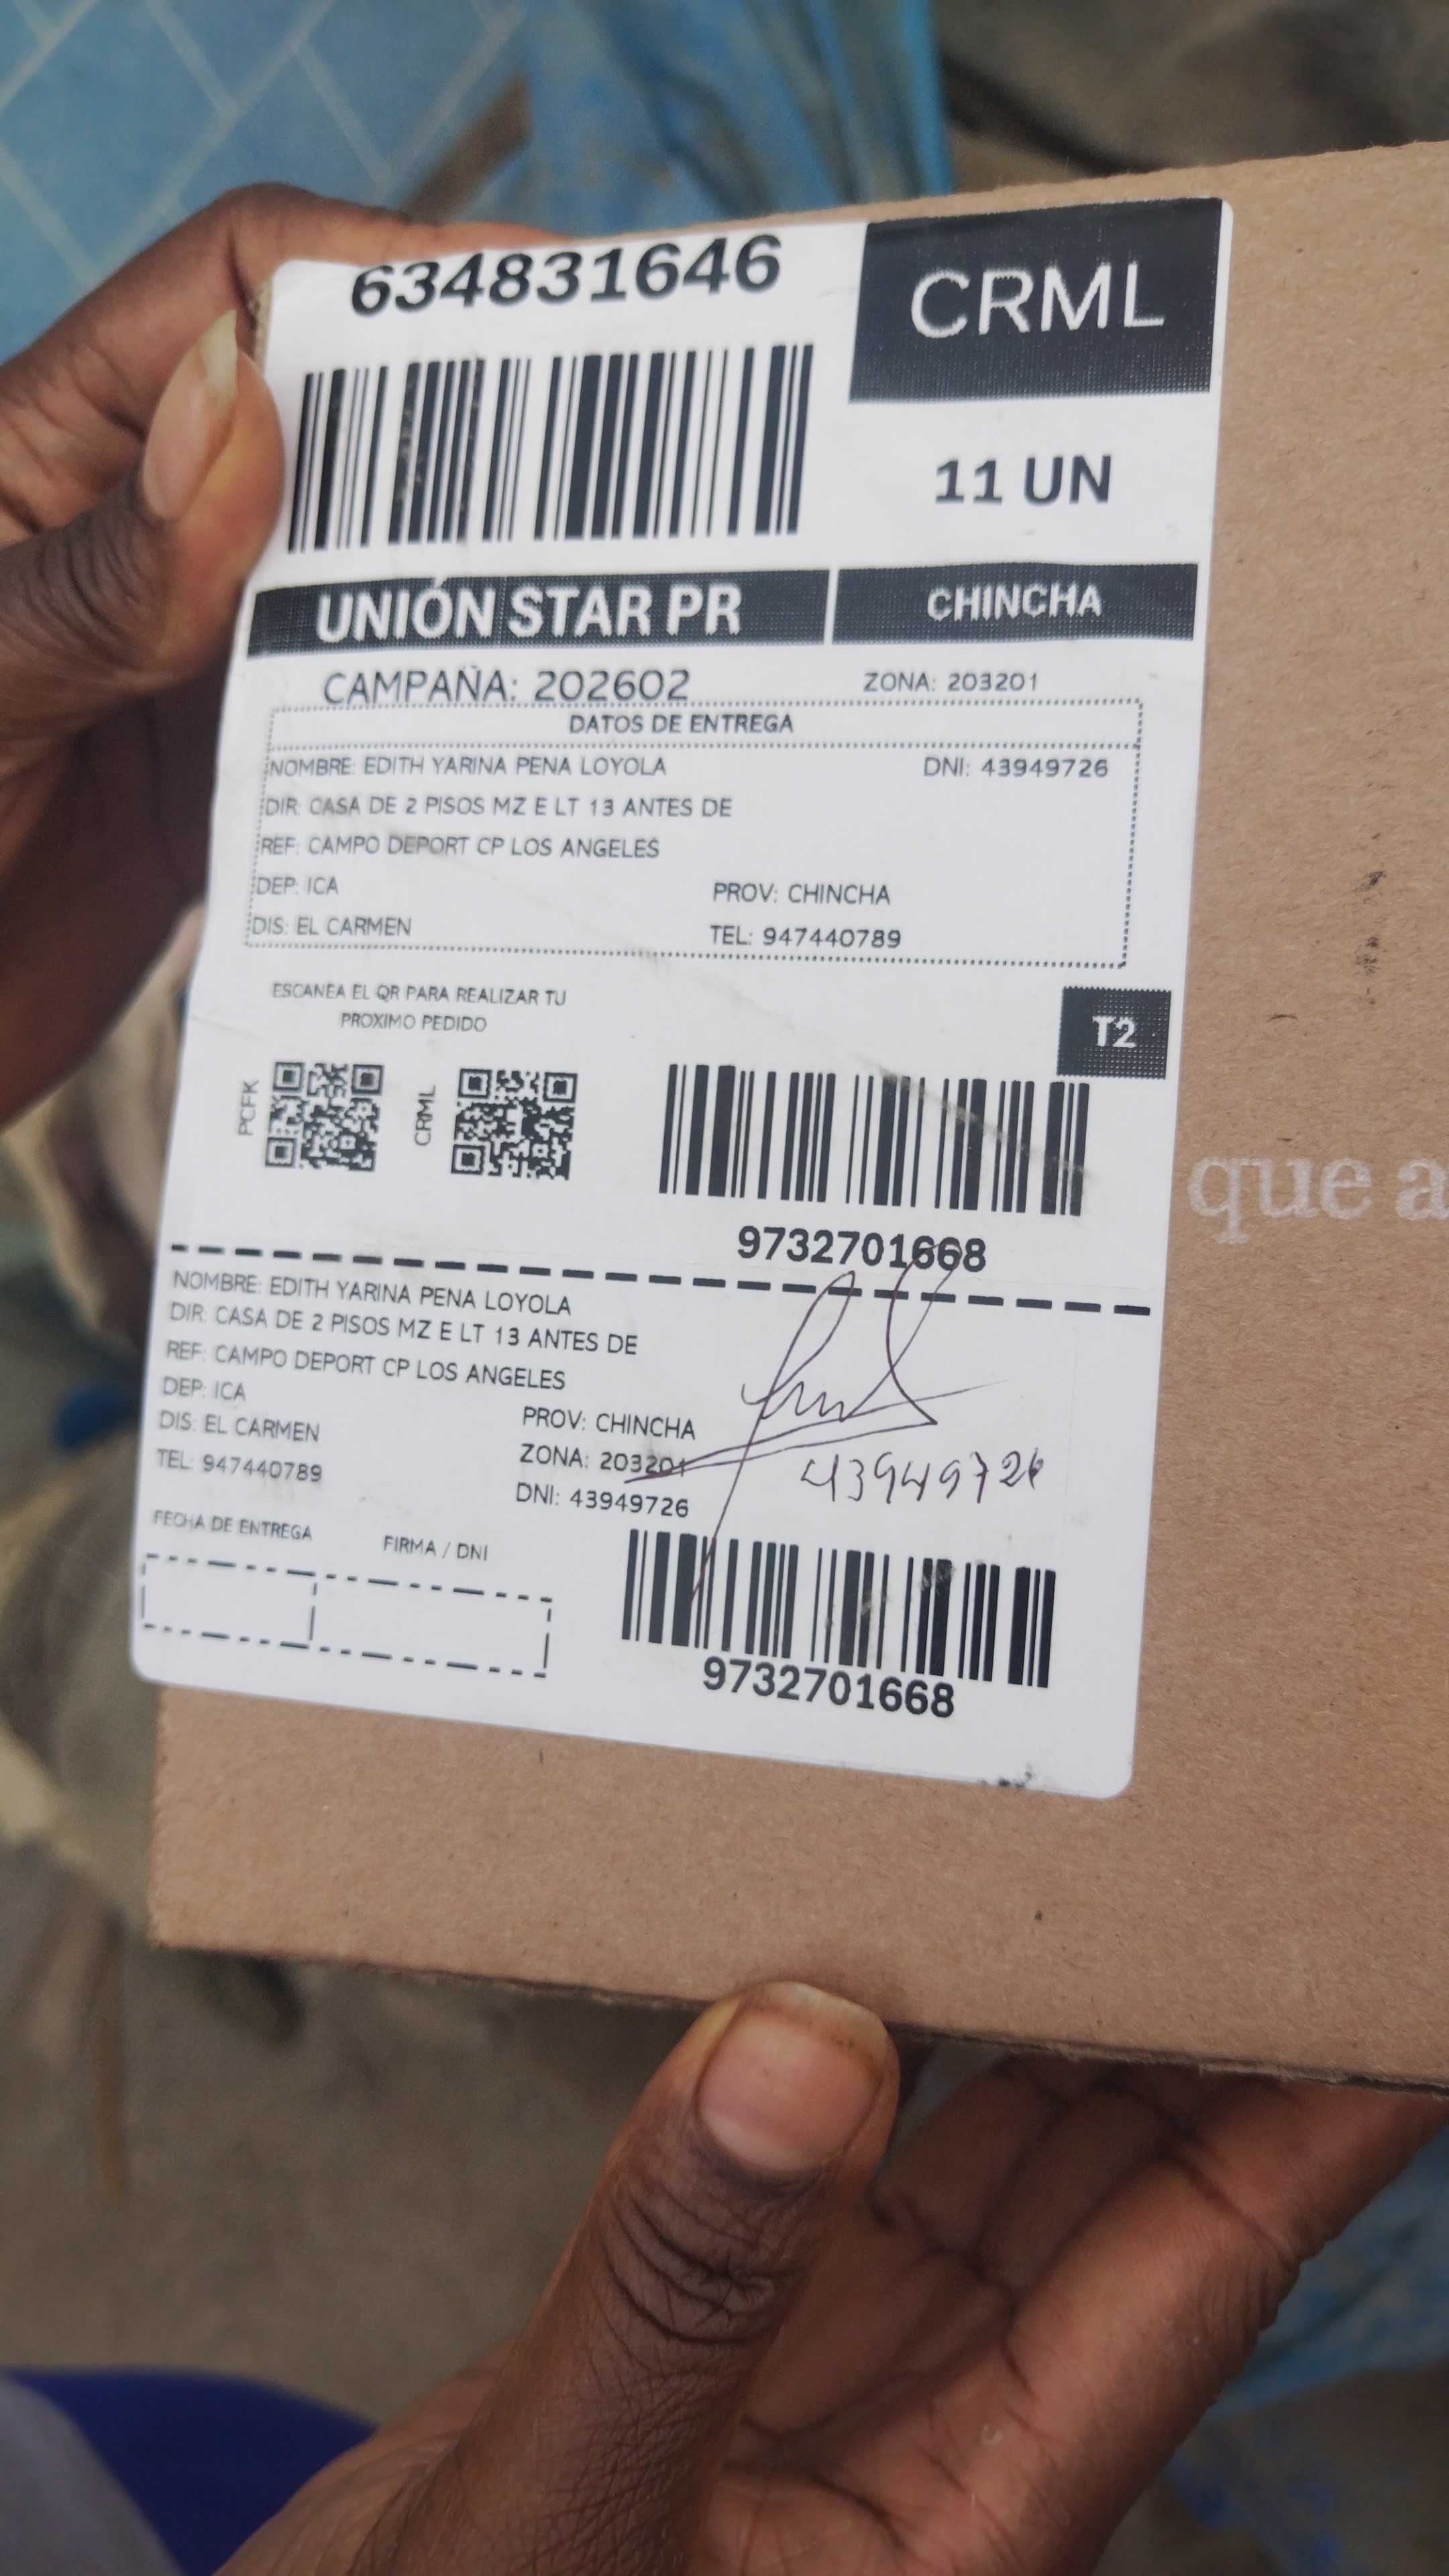 634831646
CRML
11 UN
UNIÓN STAR PR
CHINCHA
CAMPAÑA: 202602
ZONA: 203201
DATOS DE ENTREGA
NOMBRE: EDITH YARINA PENA LOYOLA
DNI: 43949726
DIR: CASA DE 2 PISOS MZ E LT 13 ANTES DE
REF: CAMPO DEPORT CP LOS ANGELES
DEP: ICA
PROV: CHINCHA
DIS: EL CARMEN
TEL: 947440789
ESCANEA EL QR PARA REALIZAR TU
PROXIMO PEDIDO
T2
PCFK
CRML
9732701668
que a
NOMBRE: EDITH YARINA PENA LOYOLA
DIR: CASA DE 2 PISOS MZ E LT 13 ANTES DE
REF: CAMPO DEPORT CP LOS ANGELES
DEP: ICA
DIS: EL CARMEN
PROV: CHINCHA
TEL: 947440789
ZONA: 203201
DNI: 43949726
43949726
FECHA DE ENTREGA
FIRMA / DNI
9732701668